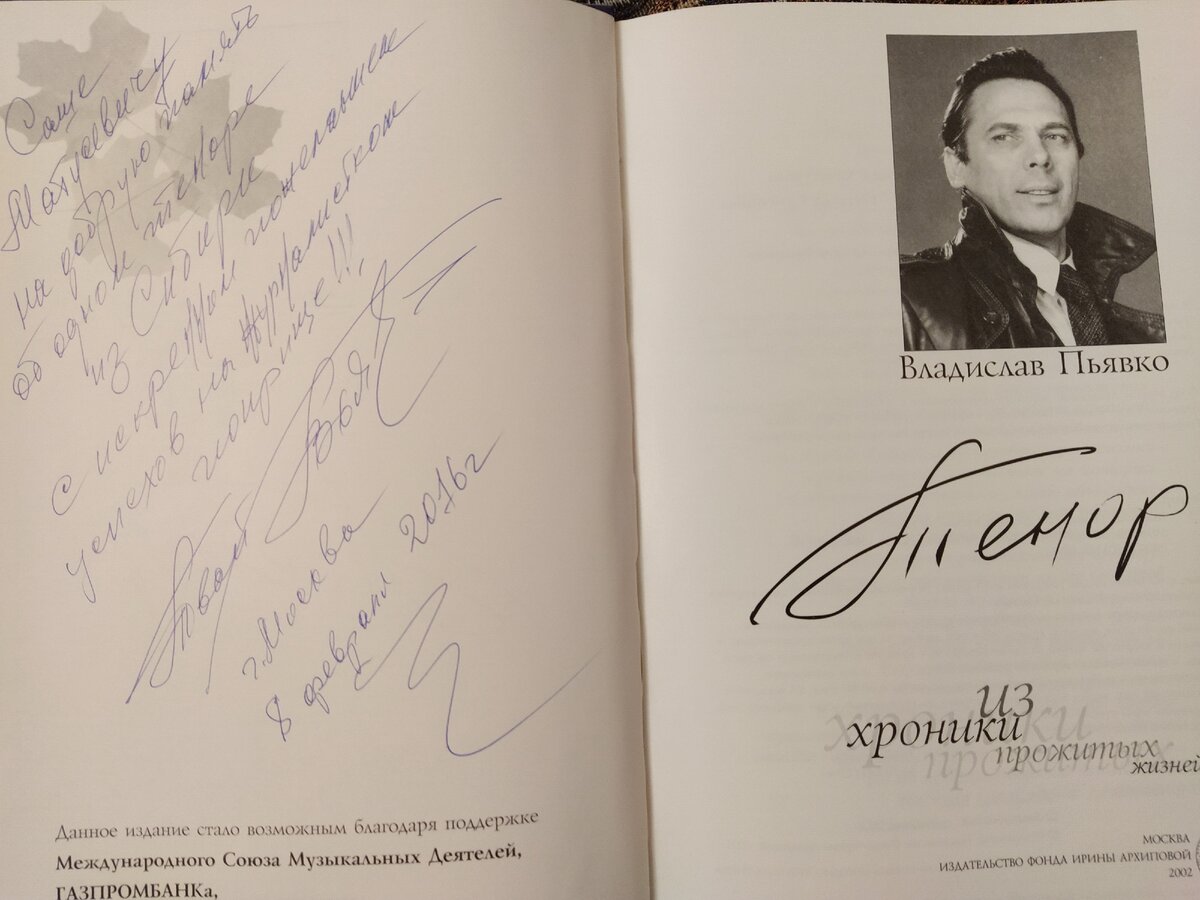 Саше
Матусевичу
на добрую память
об одном теноре
из Сибири
с искренним пожеланием
успехов на журналистком
поприще!!!
г. Москва
8 февраля 2016г
Данное издание стало возможным благодаря поддержке
Международного Союза Музыкальных Деятелей,
ГАЗПРОМБАНКа,
Владислав Пьявко
Тенор
из
хроники
прожитых
жизней
МОСКВА
ИЗДАТЕЛЬСТВО ФОНДА ИРИНЫ АРХИПОВОЙ
2002